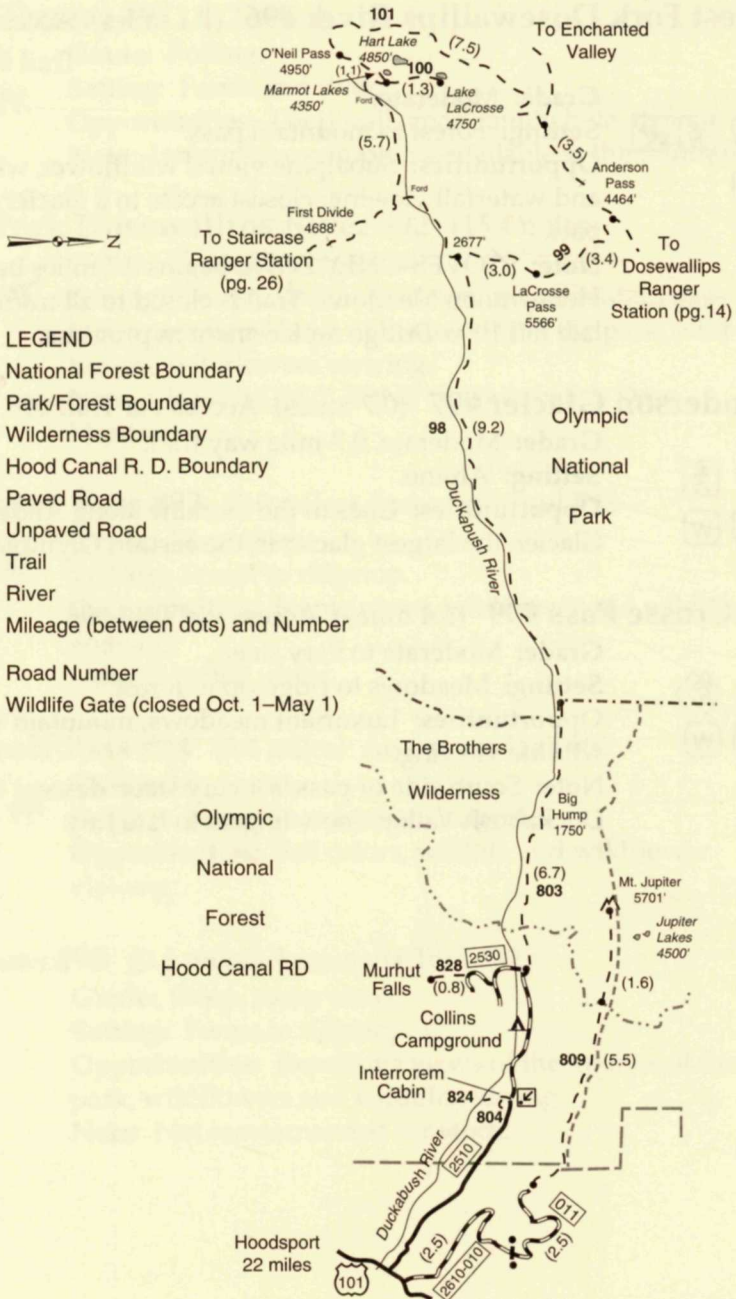 101
Hart Lake
4850'
(7.5)
To Enchanted
Valley
O'Neil Pass
4950'
(1.1)
100
Marmot Lakes
4350'
Ford
(1.3)
Lake
LaCrosse
4750'
(5.7)
(3.5)
Anderson
Pass
4464'
Ford
First Divide
4688'
To Staircase
Ranger Station
(pg. 26)
N
2677'
(3.0)
99
(3.4)
LaCrosse
Pass
5566'
To
Dosewallips
Ranger
Station (pg.14)
LEGEND
National Forest Boundary
Park/Forest Boundary
Wilderness Boundary
Hood Canal R. D. Boundary
Paved Road
Unpaved Road
Trail
River
Mileage (between dots) and Number
Road Number
Wildlife Gate (closed Oct. 1–May 1)
98
(9.2)
Olympic
National
Park
Duckabush River
The Brothers
Wilderness
Big
Hump
1750'
Olympic
National
Forest
Hood Canal RD
(6.7)
803
Mt. Jupiter
5701'
Jupiter
Lakes
4500'
(1.6)
2530
828
(0.8)
Murhut
Falls
Collins
Campground
809
(5.5)
Interrorem
Cabin
824
804
2510
Duckabush River
011
(2.5)
(2.5)
2610-010
Hoodsport
22 miles
101